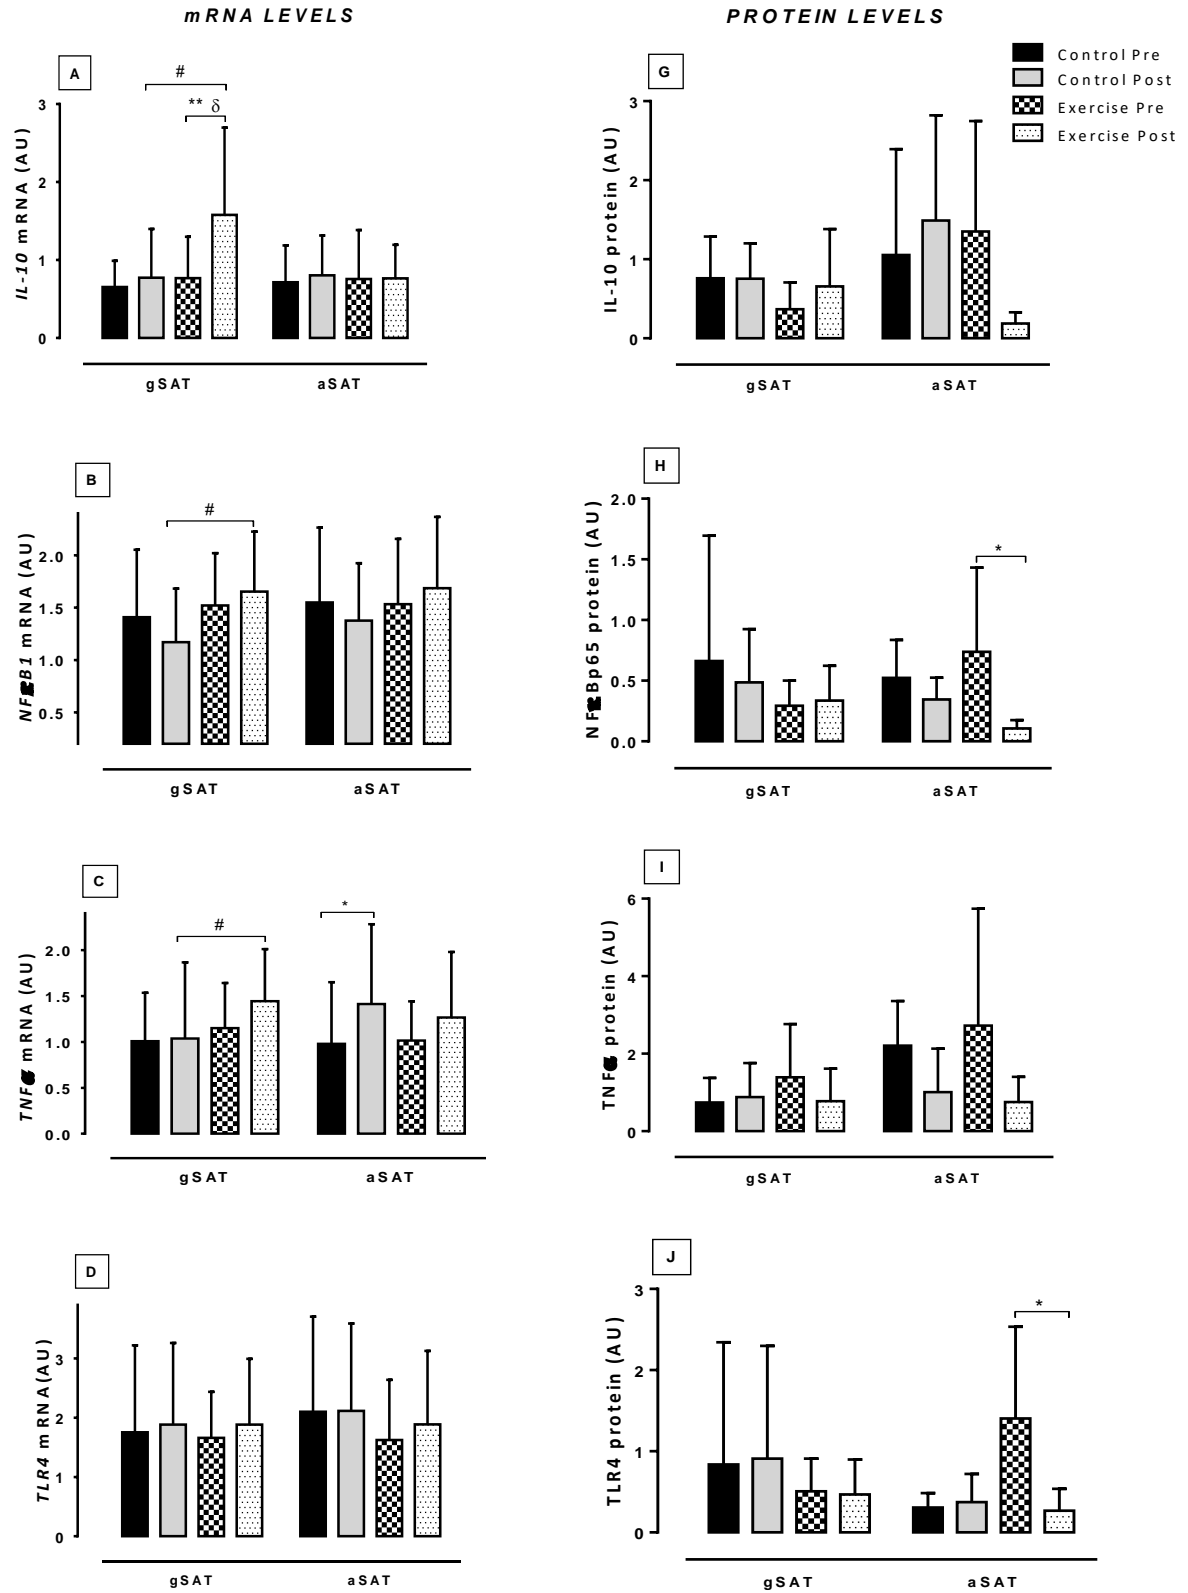 mRNA LEVELS
PROTEIN LEVELS
Control Pre
Control Post
Exercise Pre
Exercise Post
A
#
** δ
IL-10 mRNA (AU)
3
2
1
0
gSAT
aSAT
G
IL-10 protein (AU)
3
2
1
0
gSAT
aSAT
B
#
B1 mRNA (AU)
2.0
1.5
1.0
0.5
gSAT
aSAT
H
*
Bp65 protein (AU)
2.0
1.5
1.0
0.5
0.0
gSAT
aSAT
C
#
*
TNF mRNA (AU)
2.0
1.5
1.0
0.5
0.0
gSAT
aSAT
I
TNF protein (AU)
6
4
2
0
gSAT
aSAT
D
TLR4 mRNA(AU)
3
2
1
0
gSAT
aSAT
J
*
TLR4 protein (AU)
3
2
1
0
gSAT
aSAT